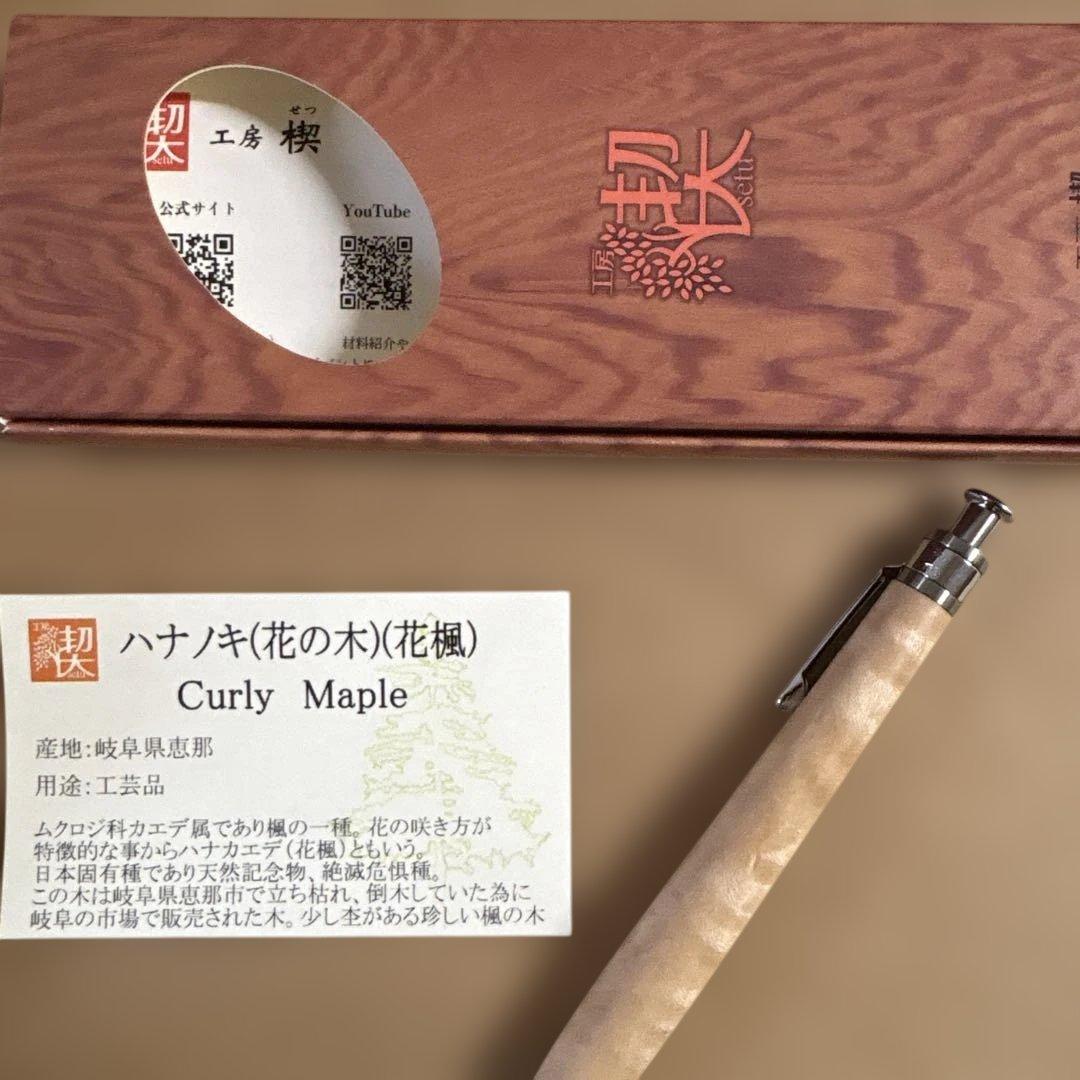 せつ
工房 楔
setu
公式サイト
YouTube
材料紹介や
工房 楔
setu
工房 楔
setu
ハナノキ(花の木)(花楓)
Curly Maple
産地:岐阜県恵那
用途:工芸品
ムクロジ科カエデ属であり楓の一種。花の咲き方が
特徴的な事からハナカエデ(花楓)ともいう。
日本固有種であり天然記念物、絶滅危惧種。
この木は岐阜県恵那市で立ち枯れ、倒木していた為に
岐阜の市場で販売された木。少し杢がある珍しい楓の木